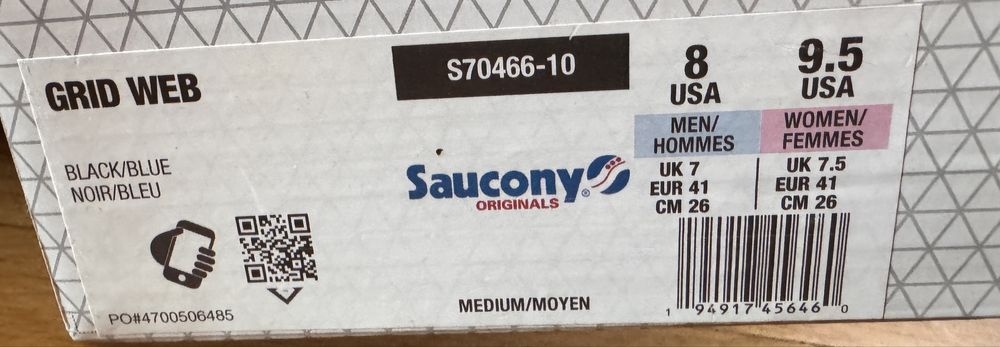 GRID WEB
S70466-10
8
USA
9.5
USA
MEN/
HOMMES
WOMEN/
FEMMES
BLACK/BLUE
NOIR/BLEU
Saucony®
ORIGINALS
UK 7
EUR 41
CM 26
UK 7.5
EUR 41
CM 26
PO#4700506485
MEDIUM/MOYEN
1 94917 45646 0